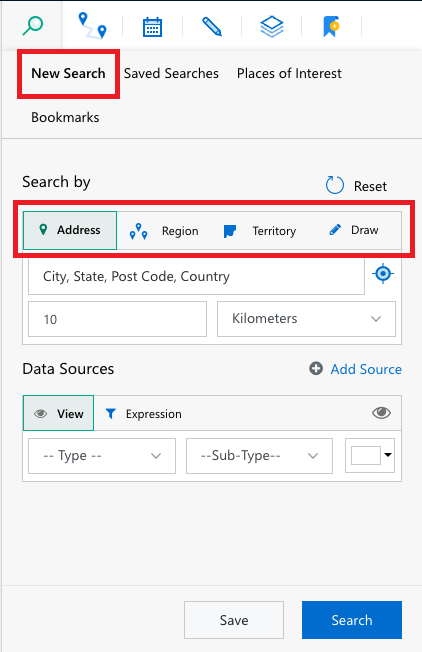 New Search Saved Searches Places of Interest
Bookmarks
Search by Reset
Address Region Territory Draw
City, State, Post Code, Country
10 Kilometers
Data Sources Add Source
View Expression
-- Type -- --Sub-Type--
Save Search